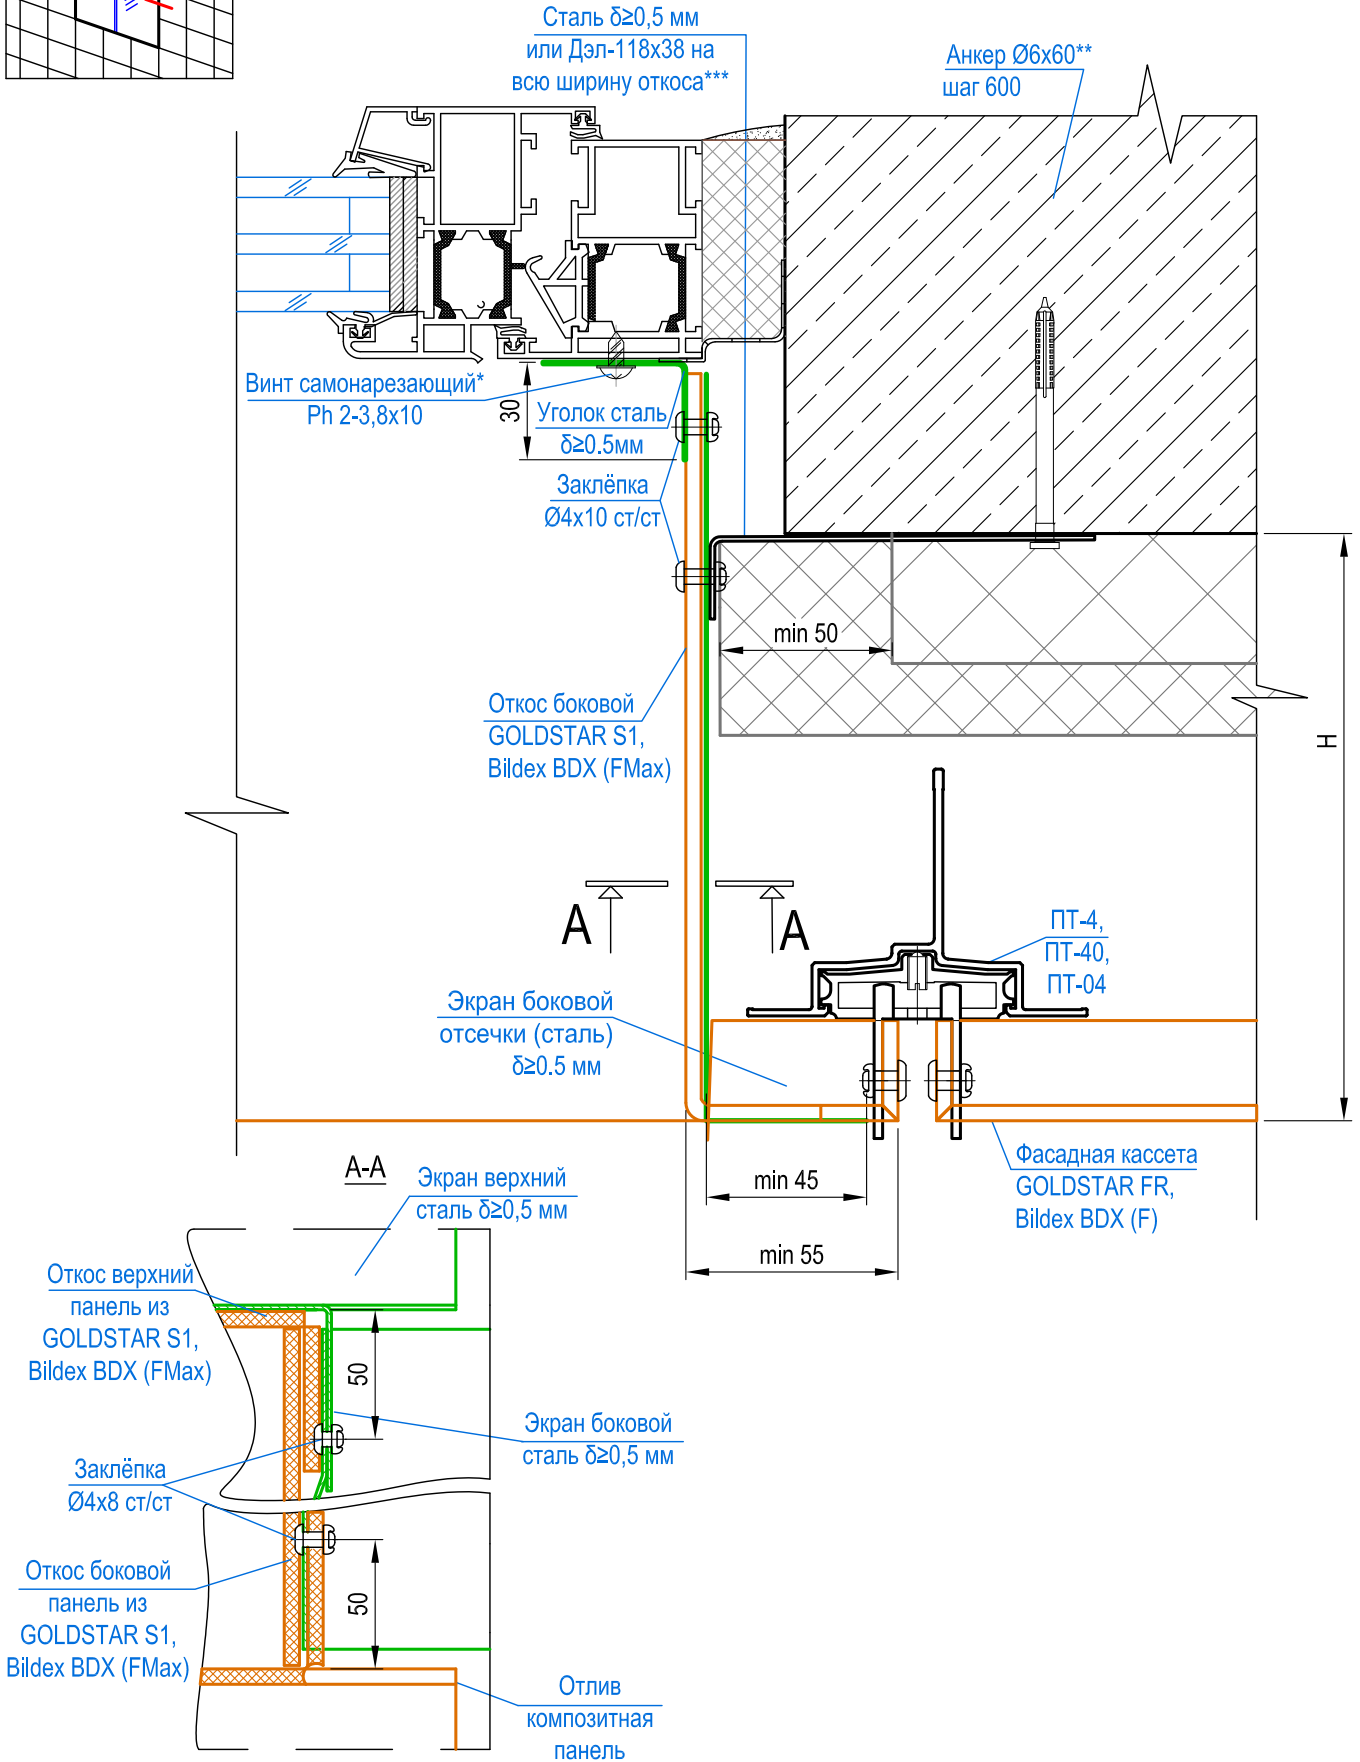 Сталь δ≥0,5 мм
или Дэл-118х38 на
всю ширину откоса***
Анкер Ø6х60**
шаг 600
Винт самонарезающий*
Ph 2-3,8x10
30
Уголок сталь
δ≥0.5мм
Заклёпка
Ø4х10 ст/ст
min 50
Откос боковой
GOLDSTAR S1,
Bildex BDX (FMax)
H
А
А
ПТ-4,
ПТ-40,
ПТ-04
Экран боковой
отсечки (сталь)
δ≥0.5 мм
Фасадная кассета
GOLDSTAR FR,
Bildex BDX (F)
min 45
min 55
А-А
Экран верхний
сталь δ≥0,5 мм
Откос верхний
панель из
GOLDSTAR S1,
Bildex BDX (FMax)
50
Экран боковой
сталь δ≥0,5 мм
Заклёпка
Ø4х8 ст/ст
Откос боковой
панель из
GOLDSTAR S1,
Bildex BDX (FMax)
50
Отлив
композитная
панель